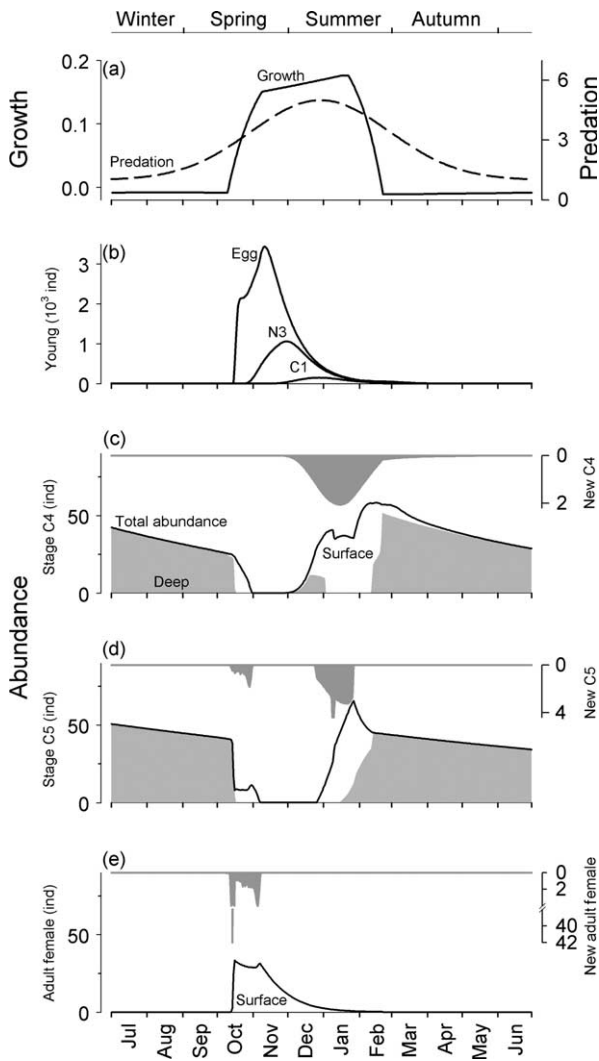 Winter Spring Summer Autumn
(a)
Growth
Predation
Growth
Predation
0.2
0.1
0.0
6
3
0
(b)
Egg
N3
C1
Young (10³ ind)
3
2
1
0
Abundance
(c)
Total abundance
Surface
Deep
Stage C4 (ind)
50
0
New C4
0
2
(d)
Stage C5 (ind)
50
0
New C5
0
4
(e)
Surface
Adult female (ind)
50
0
New adult female
0
2
40
42
Jul Aug Sep Oct Nov Dec Jan Feb Mar Apr May Jun